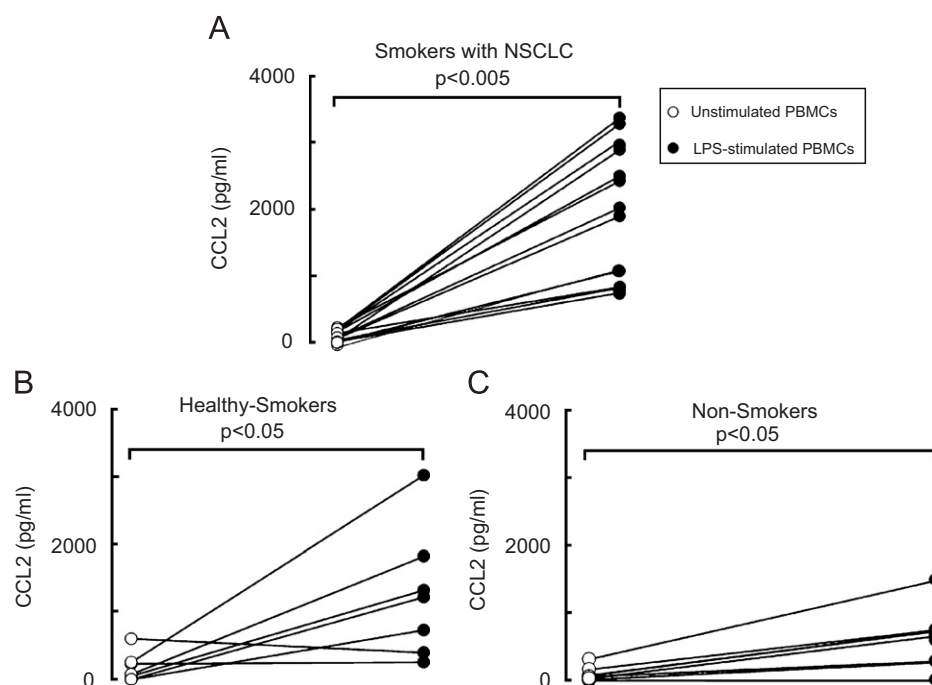 A
Smokers with NSCLC
p<0.005
4000
2000
0
CCL2 (pg/ml)
Unstimulated PBMCs
LPS-stimulated PBMCs
B
Healthy-Smokers
p<0.05
4000
2000
0
CCL2 (pg/ml)
C
Non-Smokers
p<0.05
4000
2000
0
CCL2 (pg/ml)